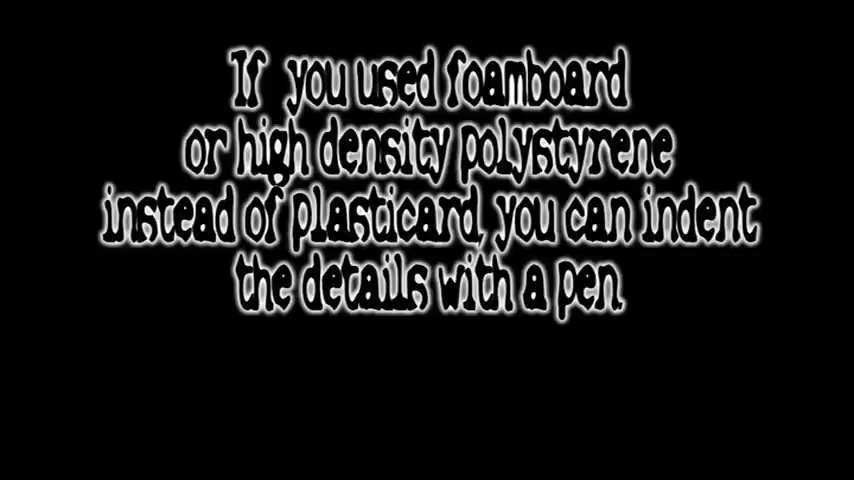 If you used foamboard
or high density polystyrene
instead of plasticard, you can indent
the details with a pen.